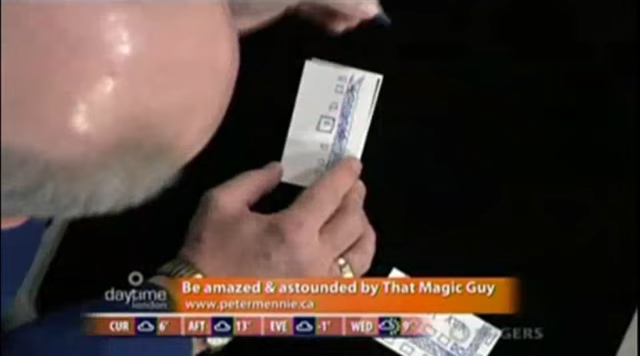 Be amazed & astounded by That Magic Guy
daytime
london
www.petermennie.ca
CUR 6° AFT 13° EVE -1° WED 9°
GERS